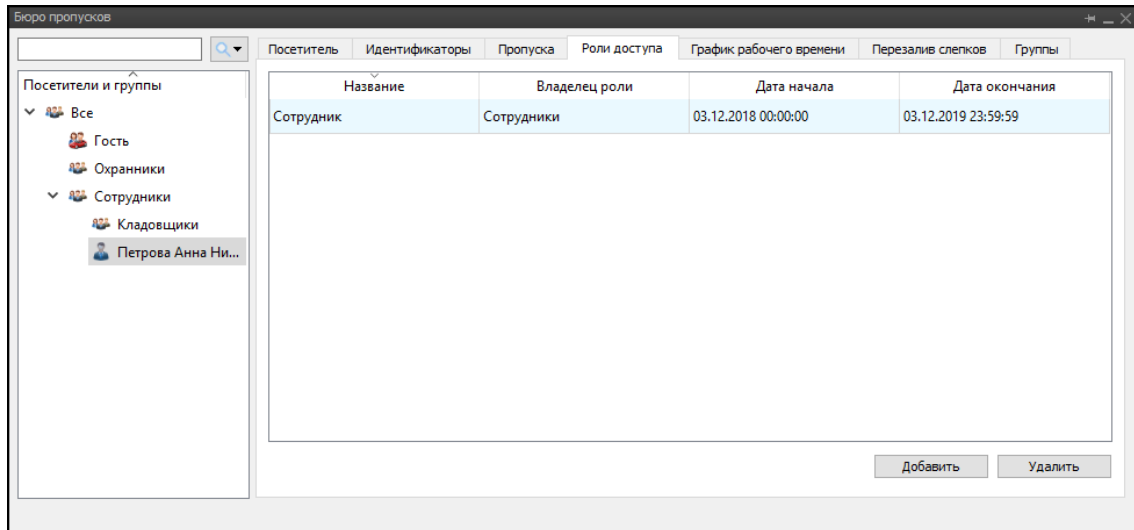 Бюро пропусков
Посетитель Идентификаторы Пропуска Роли доступа График рабочего времени Перезалив слепков Группы
Посетители и группы
Все
Гость
Охранники
Сотрудники
Кладовщики
Петрова Анна Ни...
Название Владелец роли Дата начала Дата окончания
Сотрудник Сотрудники 03.12.2018 00:00:00 03.12.2019 23:59:59
Добавить Удалить